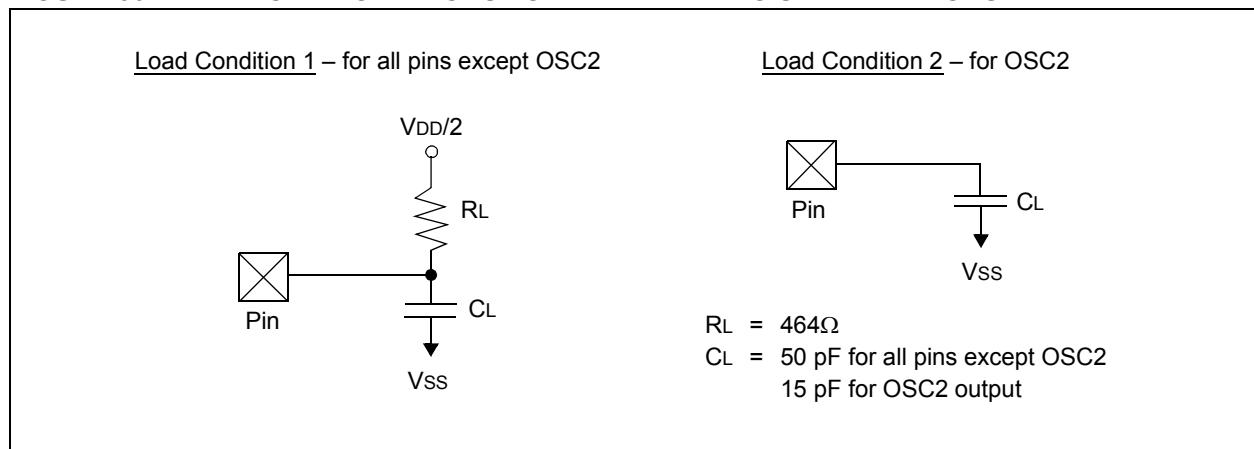 Load Condition 1 – for all pins except OSC2
VDD/2
RL
Pin
CL
VSS
Load Condition 2 – for OSC2
Pin
CL
VSS
RL = 464Ω
CL = 50 pF for all pins except OSC2
15 pF for OSC2 output